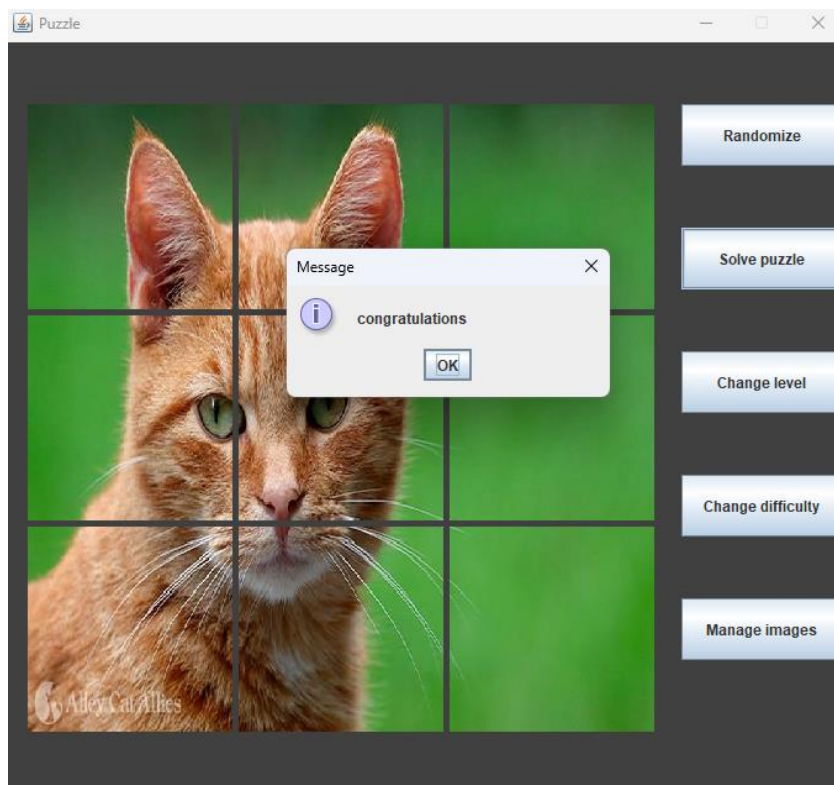 Puzzle
Randomize
Message
Solve puzzle
i
congratulations
OK
Change level
Change difficulty
Manage images
Alley Cat Allies